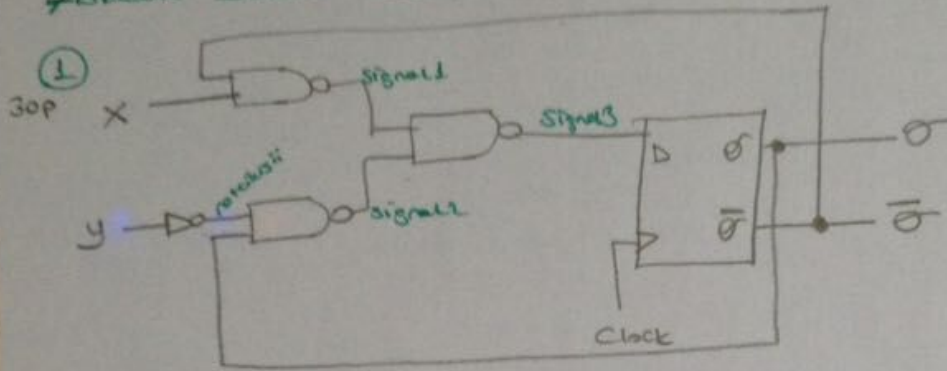 1
30p X
signal1
signal3
D Q Q
y
signal2
Q̅ Q̅
Clock